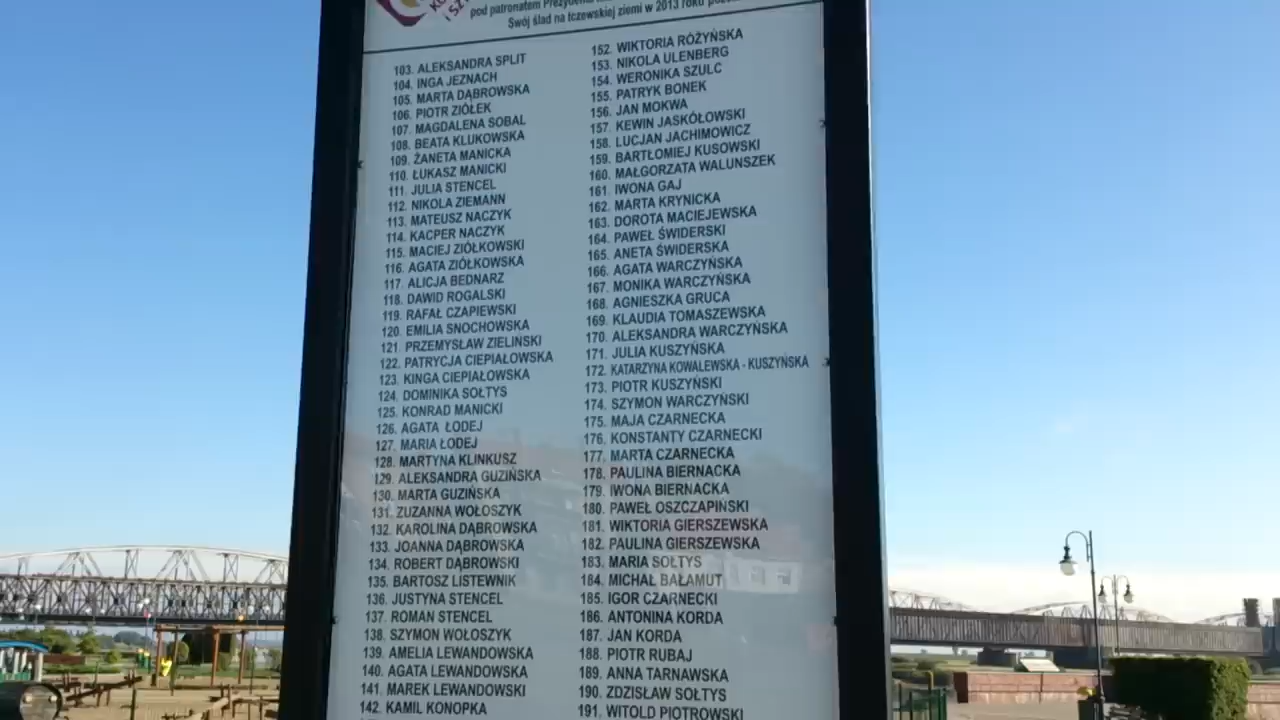 pod patronatem Prezydenta
Swój ślad na tczewskiej ziemi w 2013 roku
103. ALEKSANDRA SPLIT
104. INGA JEZNACH
105. MARTA DĄBROWSKA
106. PIOTR ZIÓŁEK
107. MAGDALENA SOBAL
108. BEATA KLUKOWSKA
109. ŻANETA MANICKA
110. ŁUKASZ MANICKI
111. JULIA STENCEL
112. NIKOLA ZIEMANN
113. MATEUSZ NACZYK
114. KACPER NACZYK
115. MACIEJ ZIÓŁKOWSKI
116. AGATA ZIÓŁKOWSKA
117. ALICJA BEDNARZ
118. DAWID ROGALSKI
119. RAFAŁ CZAPIEWSKI
120. EMILIA SNOCHOWSKA
121. PRZEMYSŁAW ZIELIŃSKI
122. PATRYCJA CIEPIAŁOWSKA
123. KINGA CIEPIAŁOWSKA
124. DOMINIKA SOŁTYS
125. KONRAD MANICKI
126. AGATA ŁODEJ
127. MARIA ŁODEJ
128. MARTYNA KLINKUSZ
129. ALEKSANDRA GUZIŃSKA
130. MARTA GUZIŃSKA
131. ZUZANNA WOŁOSZYK
132. KAROLINA DĄBROWSKA
133. JOANNA DĄBROWSKA
134. ROBERT DĄBROWSKI
135. BARTOSZ LISTEWNIK
136. JUSTYNA STENCEL
137. ROMAN STENCEL
138. SZYMON WOŁOSZYK
139. AMELIA LEWANDOWSKA
140. AGATA LEWANDOWSKA
141. MAREK LEWANDOWSKI
142. KAMIL KONOPKA
152. WIKTORIA RÓŻYŃSKA
153. NIKOLA ULENBERG
154. WERONIKA SZULC
155. PATRYK BONEK
156. JAN MOKWA
157. KEWIN JASKÓŁOWSKI
158. LUCJAN JACHIMOWICZ
159. BARTŁOMIEJ KUSOWSKI
160. MAŁGORZATA WALUNSZEK
161. IWONA GAJ
162. MARTA KRYNICKA
163. DOROTA MACIEJEWSKA
164. PAWEŁ ŚWIDERSKI
165. ANETA ŚWIDERSKA
166. AGATA WARCZYŃSKA
167. MONIKA WARCZYŃSKA
168. AGNIESZKA GRUCA
169. KLAUDIA TOMASZEWSKA
170. ALEKSANDRA WARCZYŃSKA
171. JULIA KUSZYŃSKA
172. KATARZYNA KOWALEWSKA - KUSZYŃSKA
173. PIOTR KUSZYŃSKI
174. SZYMON WARCZYŃSKI
175. MAJA CZARNECKA
176. KONSTANTY CZARNECKI
177. MARTA CZARNECKA
178. PAULINA BIERNACKA
179. IWONA BIERNACKA
180. PAWEŁ OSZCZAPIŃSKI
181. WIKTORIA GIERSZEWSKA
182. PAULINA GIERSZEWSKA
183. MARIA SOŁTYS
184. MICHAŁ BAŁAMUT
185. IGOR CZARNECKI
186. ANTONINA KORDA
187. JAN KORDA
188. PIOTR RUBAJ
189. ANNA TARNAWSKA
190. ZDZISŁAW SOŁTYS
191. WITOLD PIOTROWSKI